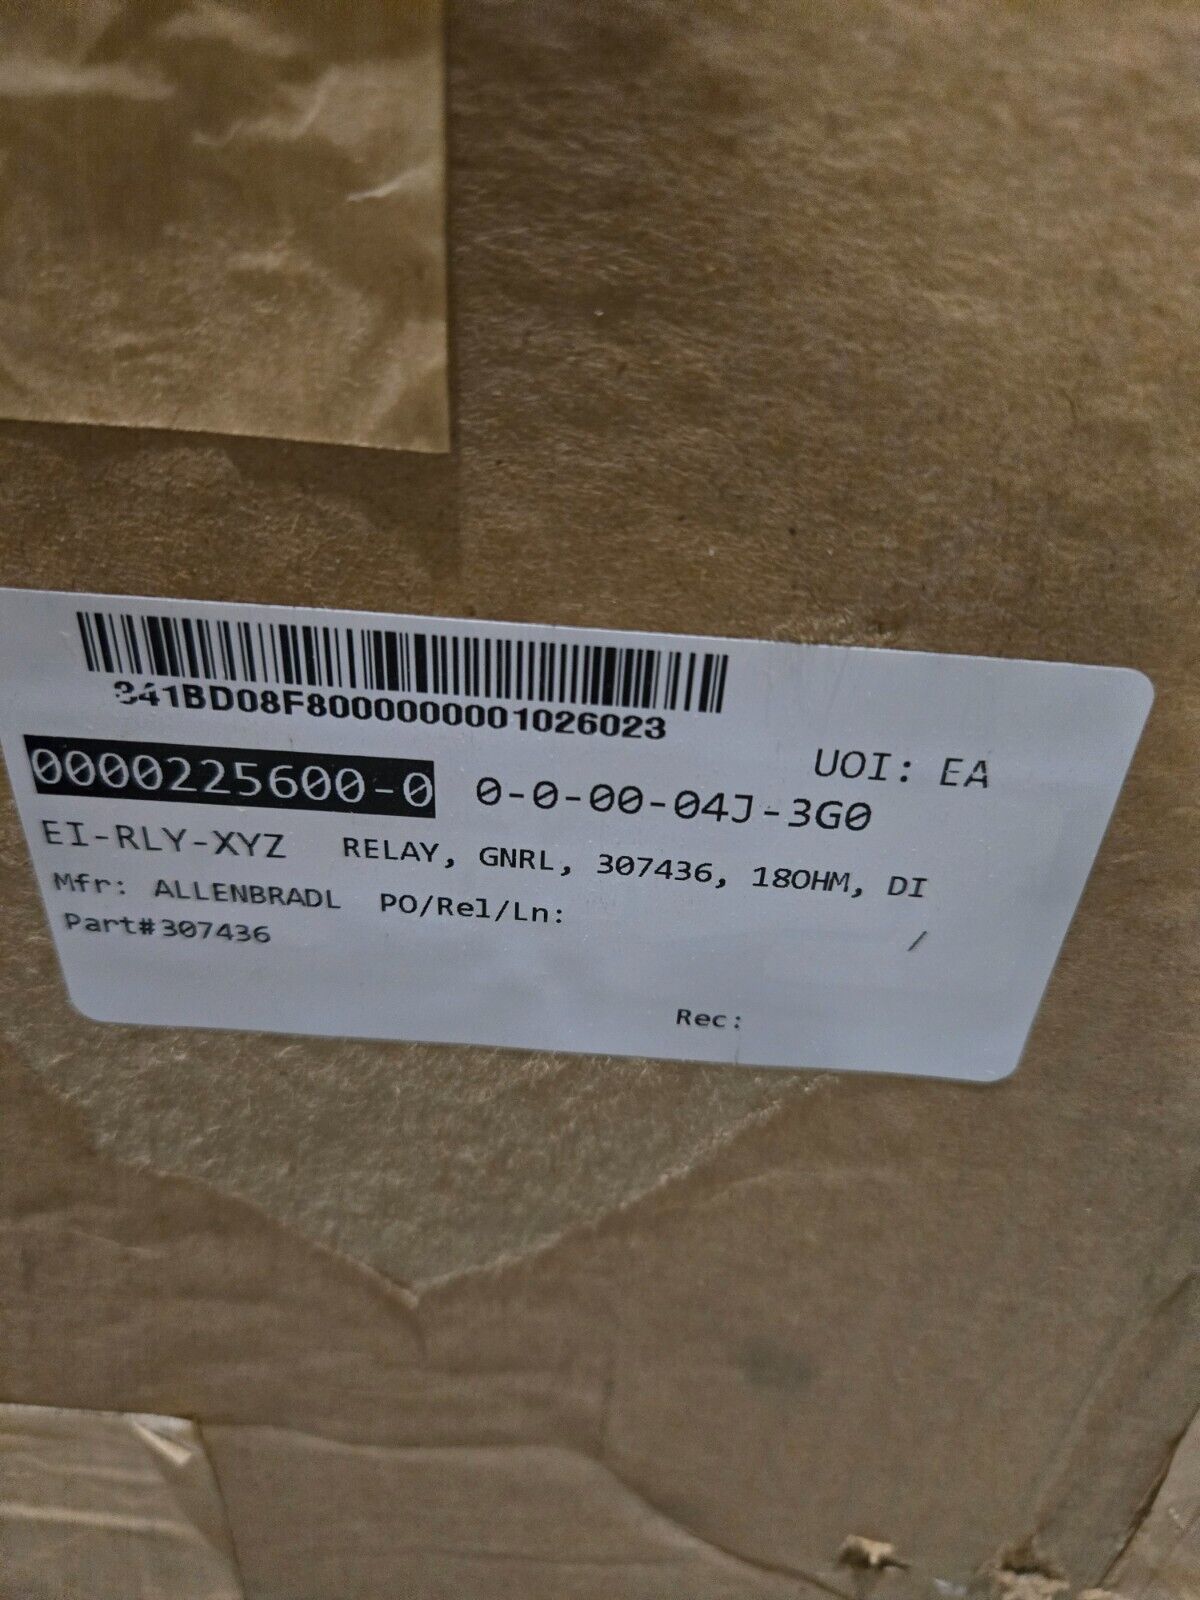 341BD08F8000000001026023
UOI: EA
0000225600-0 0-0-00-04J-3G0
EI-RLY-XYZ RELAY, GNRL, 307436, 18OHM, DI
Mfr: ALLENBRADL PO/Rel/Ln:
Part#307436 /
Rec: